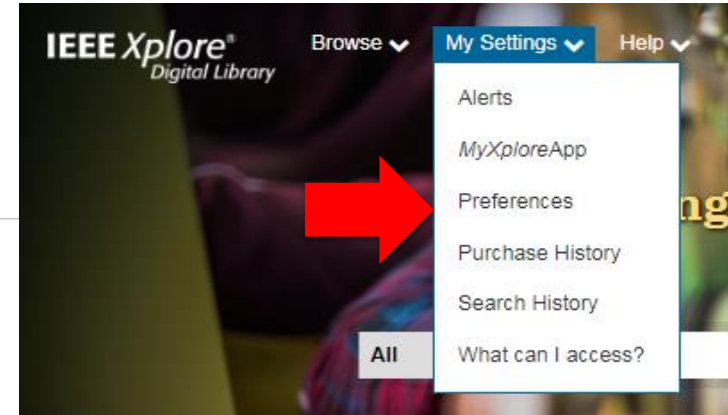 IEEE Xplore®
Digital Library
Browse
My Settings
Help
Alerts
MyXploreApp
Preferences
ng
Purchase History
Search History
All
What can I access?